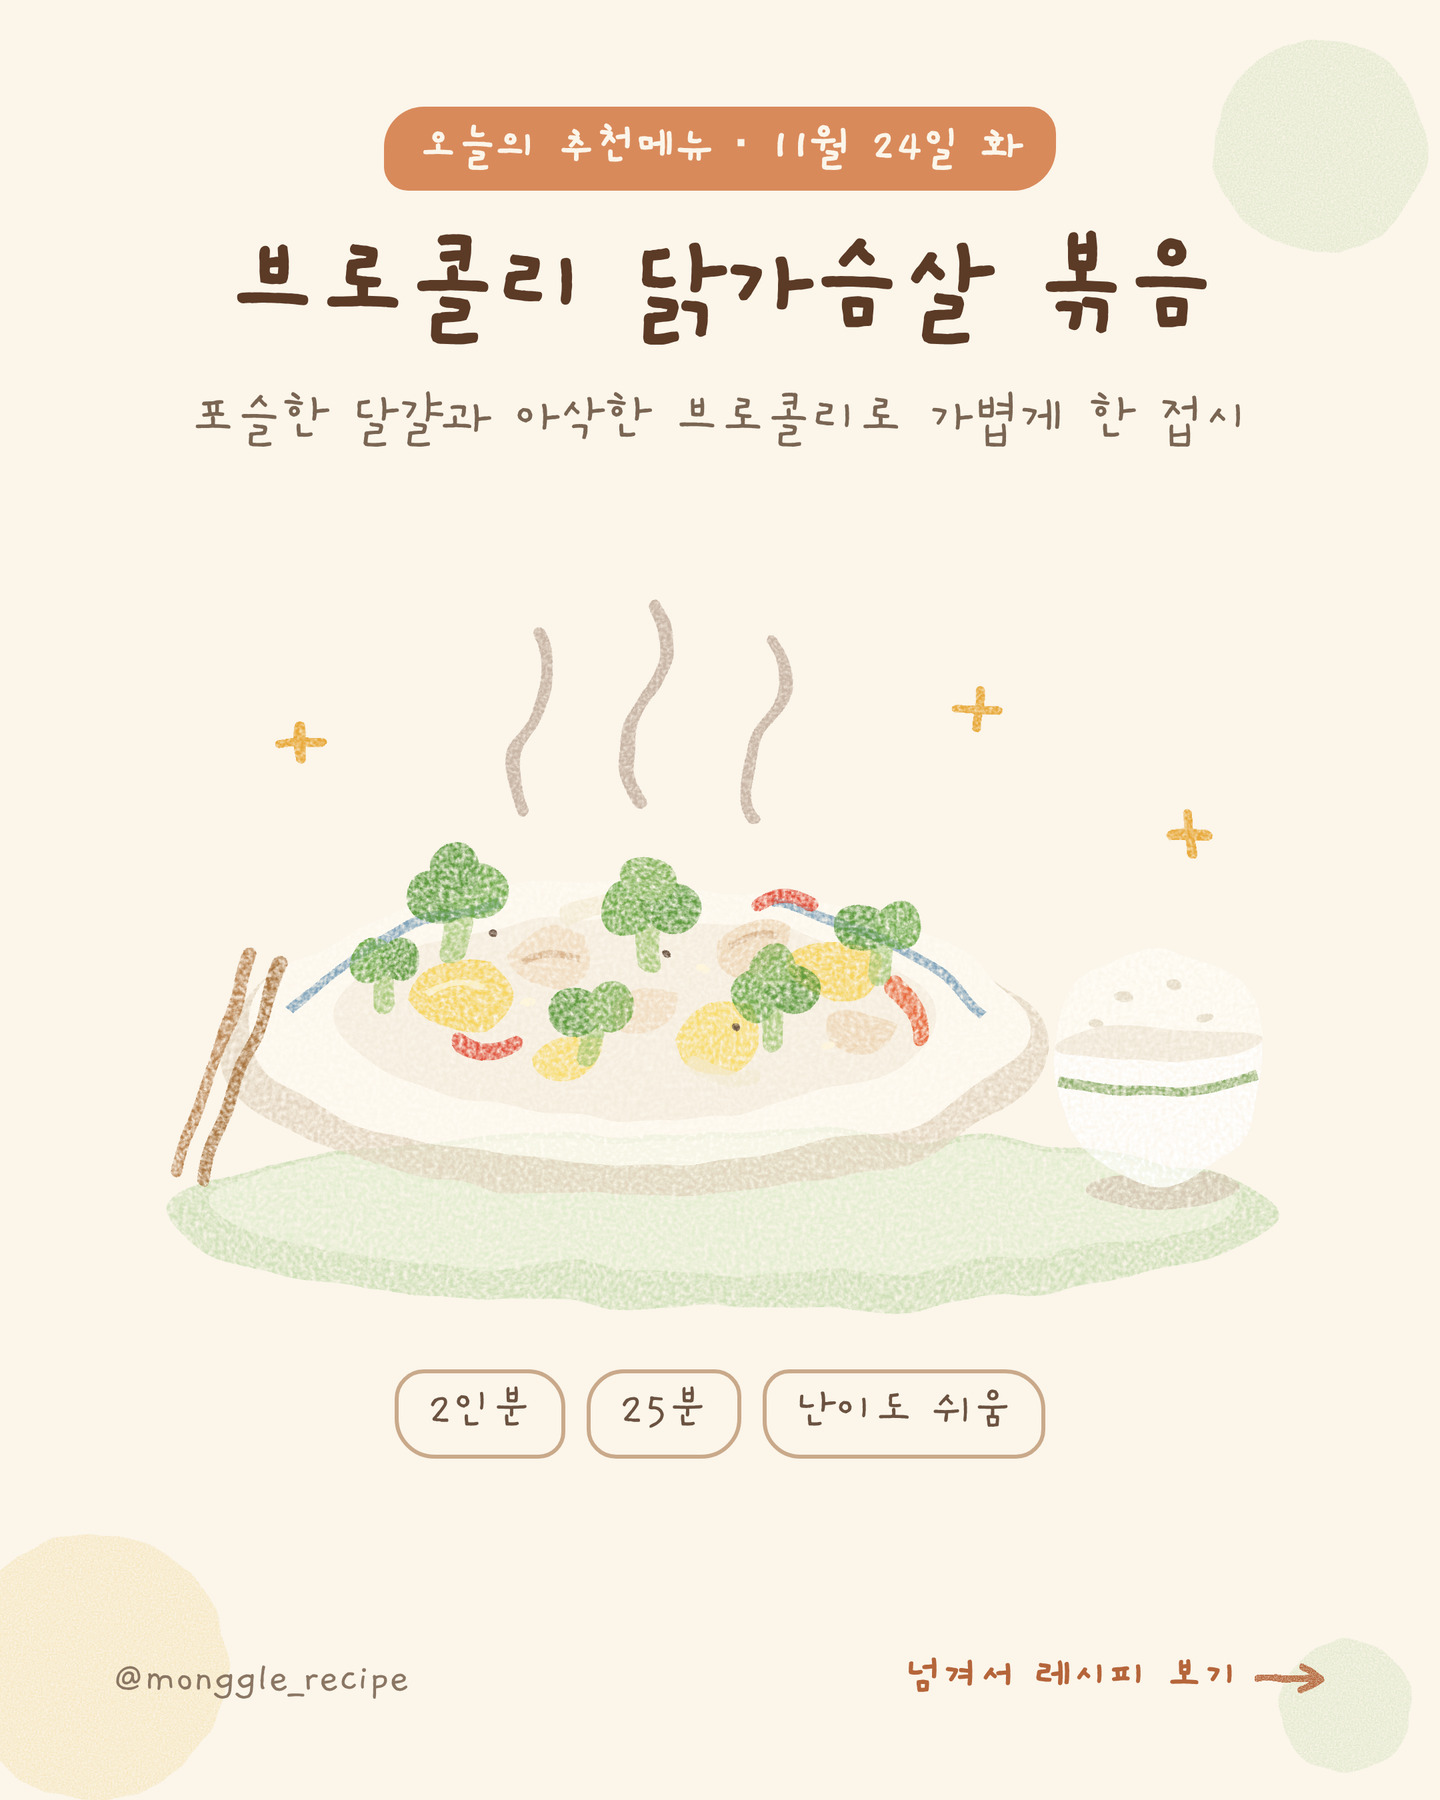 오늘의 추천메뉴 · 11월 24일 화
브로콜리 닭가슴살 볶음
포슬한 달걀과 아삭한 브로콜리로 가볍게 한 접시
2인분
25분
난이도 쉬움
@monggle_recipe
넘겨서 레시피 보기 →